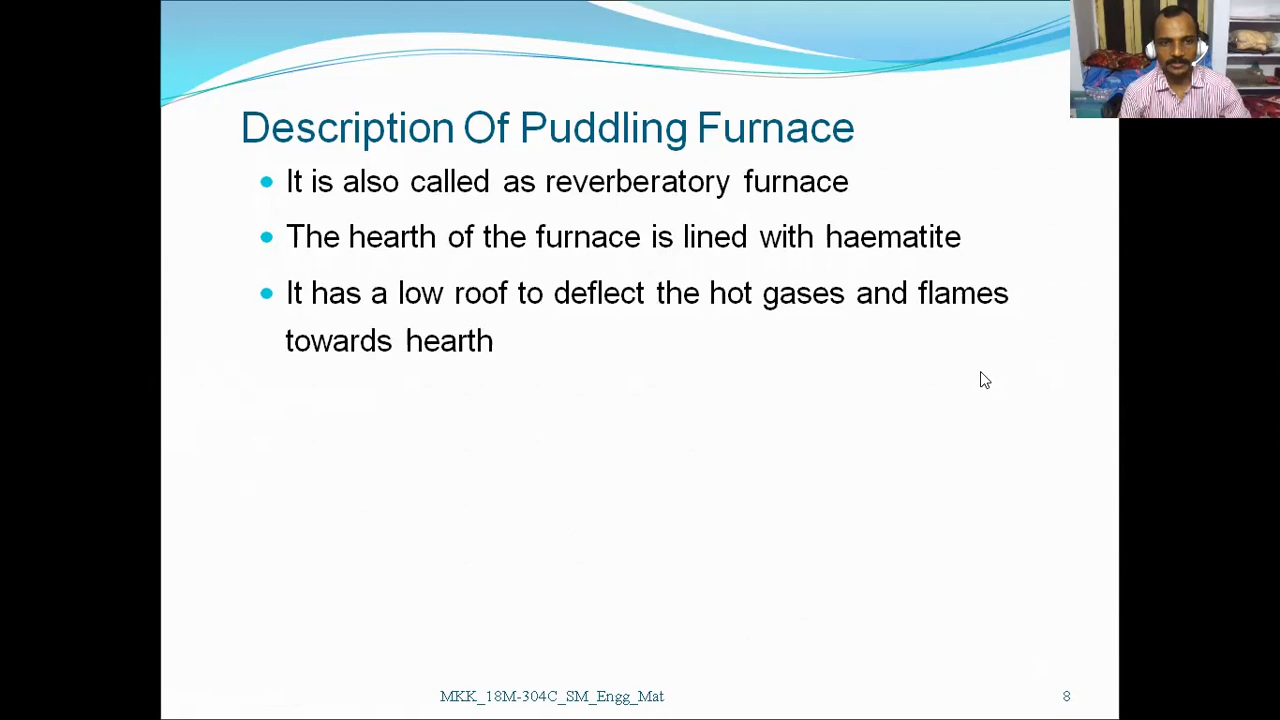 Description Of Puddling Furnace
It is also called as reverberatory furnace
The hearth of the furnace is lined with haematite
It has a low roof to deflect the hot gases and flames
towards hearth
MKK_18M-304C_SM_Engg_Mat
8